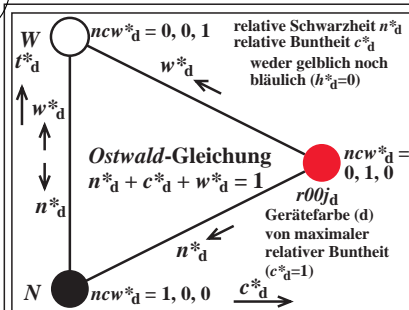 W
t*d
ncw*d = 0, 0, 1
relative Schwarzheit n*d
relative Buntheit c*d
weder gelblich noch
bläulich (h*d=0)
w*d
w*d
Ostwald-Gleichung
n*d + c*d + w*d = 1
ncw*d =
0, 1, 0
r00jd
n*d
n*d
Gerätefarbe (d)
von maximaler
relativer Buntheit
(c*d=1)
N
ncw*d = 1, 0, 0
c*d